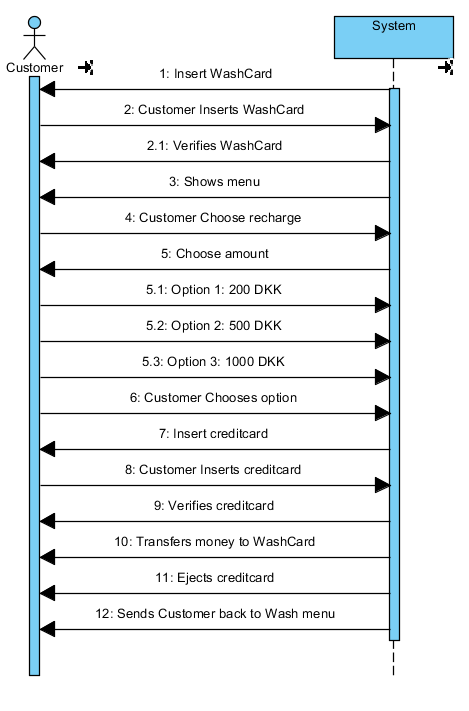 System
Customer
1: Insert WashCard
2: Customer Inserts WashCard
2.1: Verifies WashCard
3: Shows menu
4: Customer Choose recharge
5: Choose amount
5.1: Option 1: 200 DKK
5.2: Option 2: 500 DKK
5.3: Option 3: 1000 DKK
6: Customer Chooses option
7: Insert creditcard
8: Customer Inserts creditcard
9: Verifies creditcard
10: Transfers money to WashCard
11: Ejects creditcard
12: Sends Customer back to Wash menu